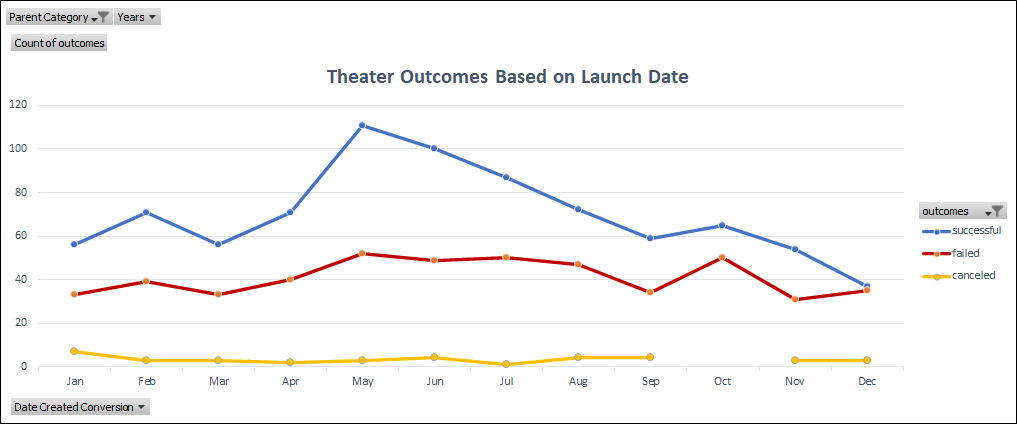 Parent Category Years
Count of outcomes
Theater Outcomes Based on Launch Date
120
100
80
60
40
20
0
Jan Feb Mar Apr May Jun Jul Aug Sep Oct Nov Dec
outcomes
successful
failed
canceled
Date Created Conversion